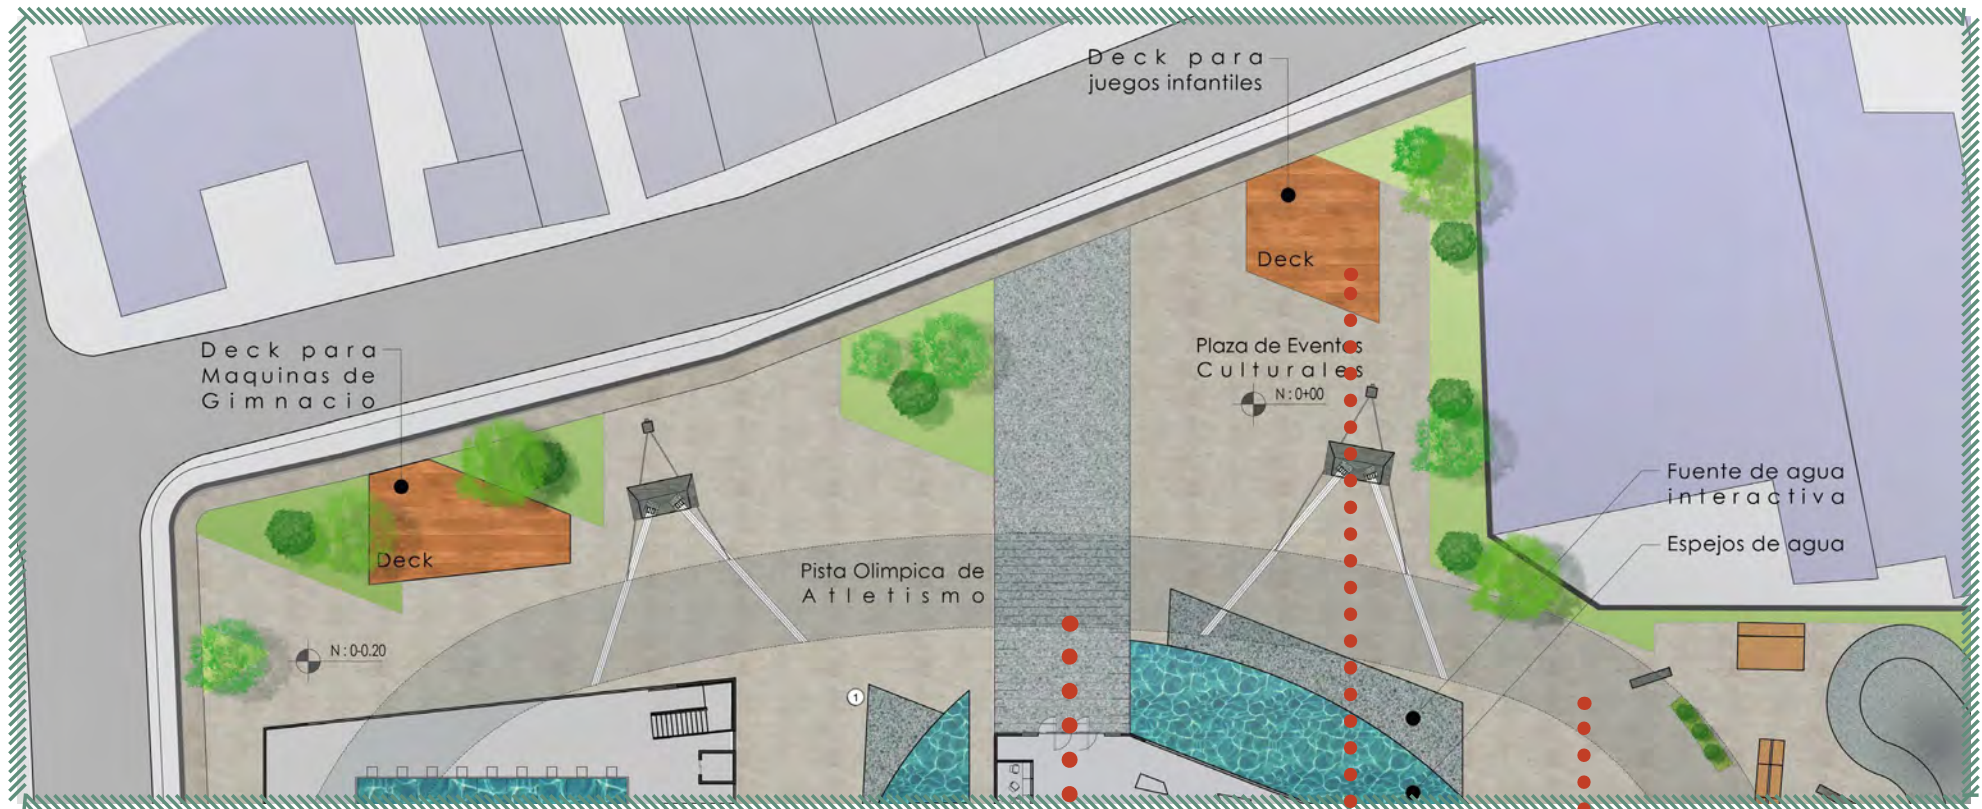 Deck para
juegos infantiles
Deck
Deck para
Maquinas de
Gimnacio
Plaza de Eventos
Culturales
N: 0+00
Fuente de agua
interactiva
Espejos de agua
Deck
Pista Olimpica de
Atletismo
N: 0-0.20
1